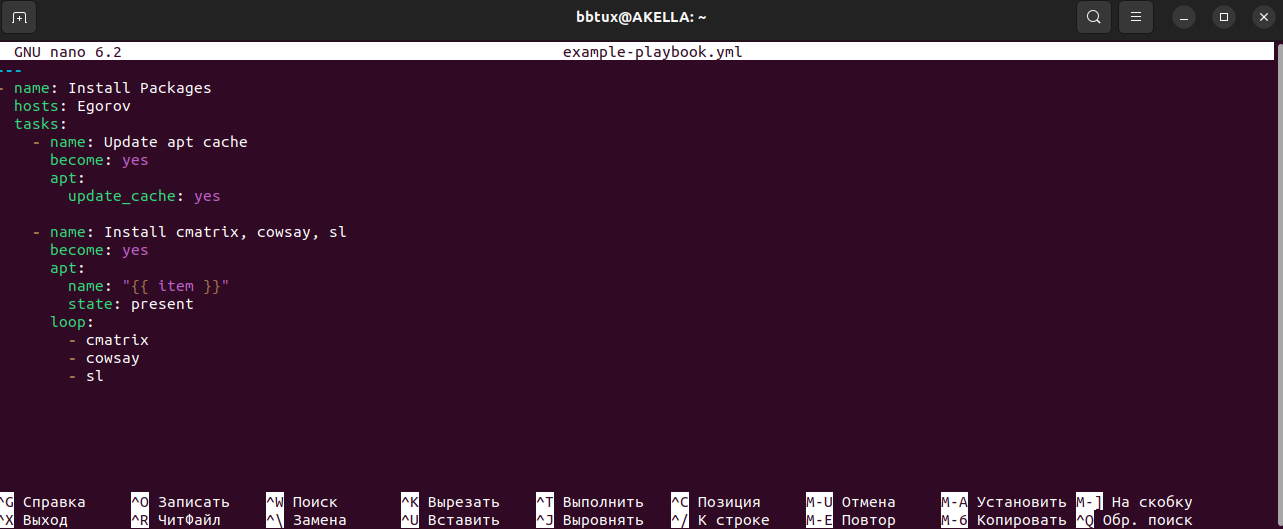 bbtux@AKELLA: ~
GNU nano 6.2 example-playbook.yml
---
- name: Install Packages
  hosts: Egorov
  tasks:
    - name: Update apt cache
      become: yes
      apt:
        update_cache: yes

    - name: Install cmatrix, cowsay, sl
      become: yes
      apt:
        name: "{{ item }}"
        state: present
      loop:
        - cmatrix
        - cowsay
        - sl
^G Справка ^O Записать ^W Поиск ^K Вырезать ^T Выполнить ^C Позиция M-U Отмена M-A Установить M-] На скобку
^X Выход ^R ЧитФайл ^\ Замена ^U Вставить ^J Выровнять ^/ К строке M-E Повтор M-6 Копировать ^Q Обр. поиск